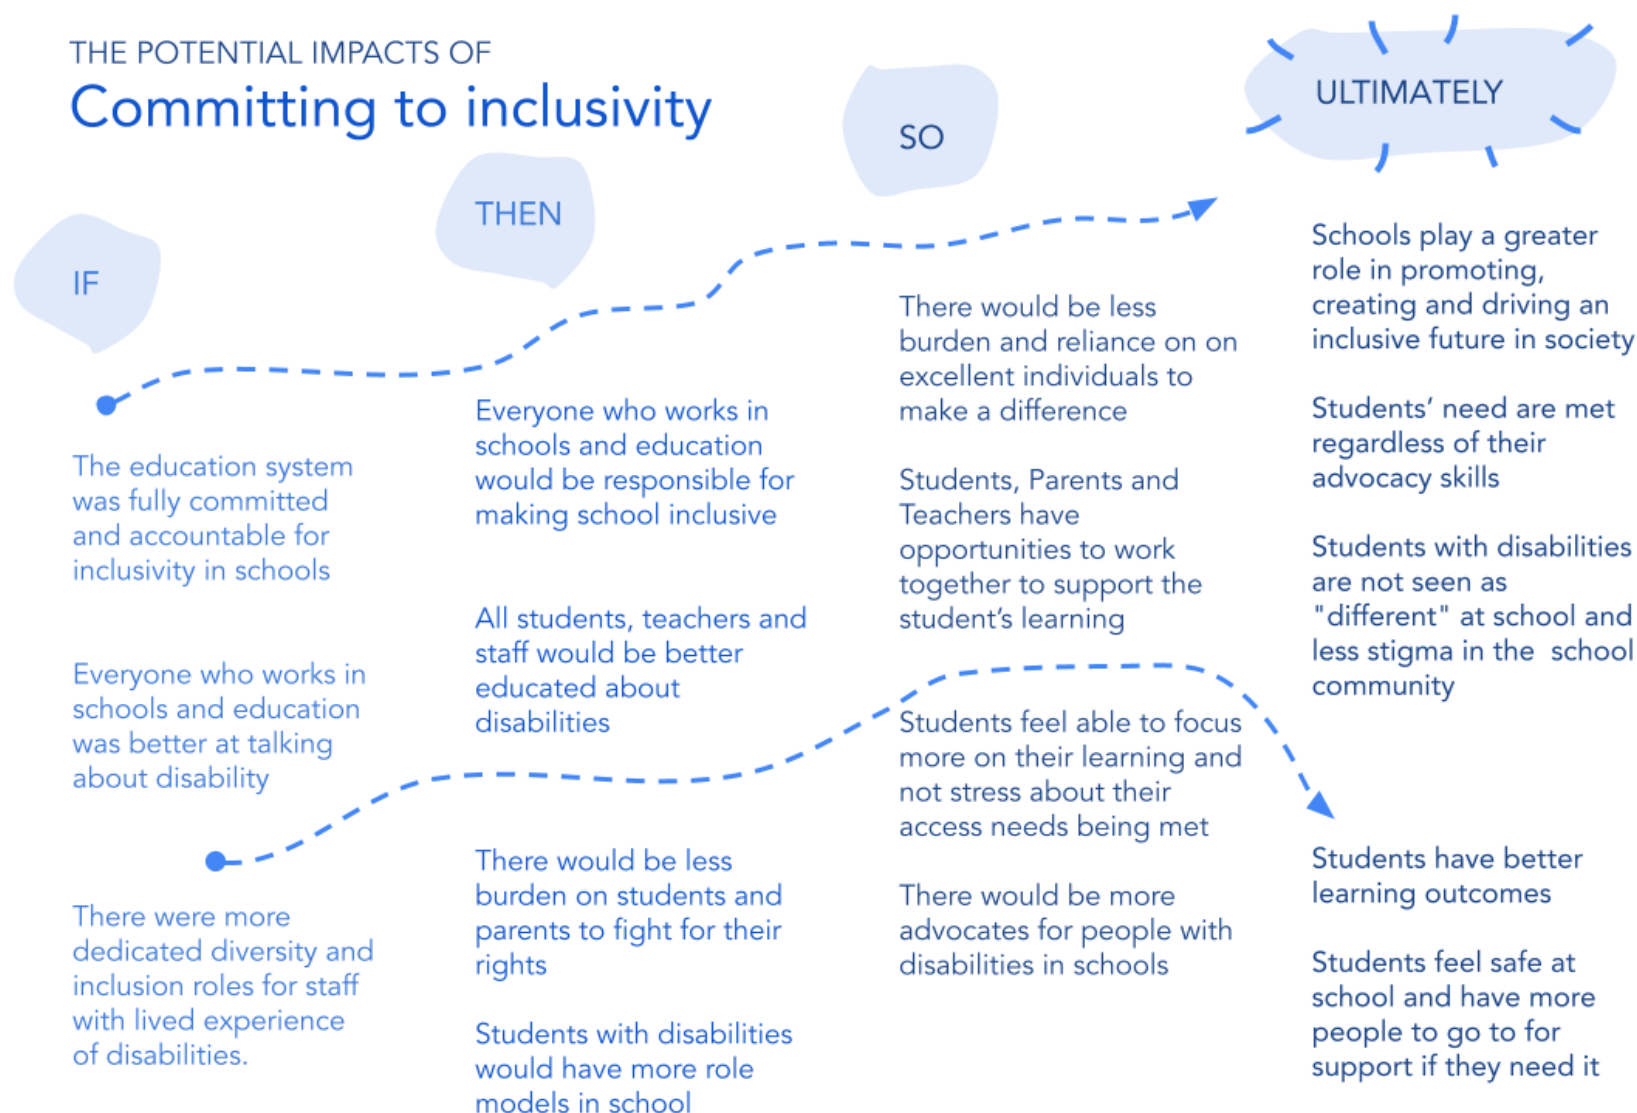 THE POTENTIAL IMPACTS OF
Committing to inclusivity
IF
The education system
was fully committed
and accountable for
inclusivity in schools
Everyone who works in
schools and education
was better at talking
about disability
There were more
dedicated diversity and
inclusion roles for staff
with lived experience
of disabilities.
THEN
Everyone who works in
schools and education
would be responsible for
making school inclusive
All students, teachers and
staff would be better
educated about
disabilities
There would be less
burden on students and
parents to fight for their
rights
Students with disabilities
would have more role
models in school
SO
There would be less
burden and reliance on on
excellent individuals to
make a difference
Students, Parents and
Teachers have
opportunities to work
together to support the
student’s learning
Students feel able to focus
more on their learning and
not stress about their
access needs being met
There would be more
advocates for people with
disabilities in schools
ULTIMATELY
Schools play a greater
role in promoting,
creating and driving an
inclusive future in society
Students’ need are met
regardless of their
advocacy skills
Students with disabilities
are not seen as
"different" at school and
less stigma in the  school
community
Students have better
learning outcomes
Students feel safe at
school and have more
people to go to for
support if they need it